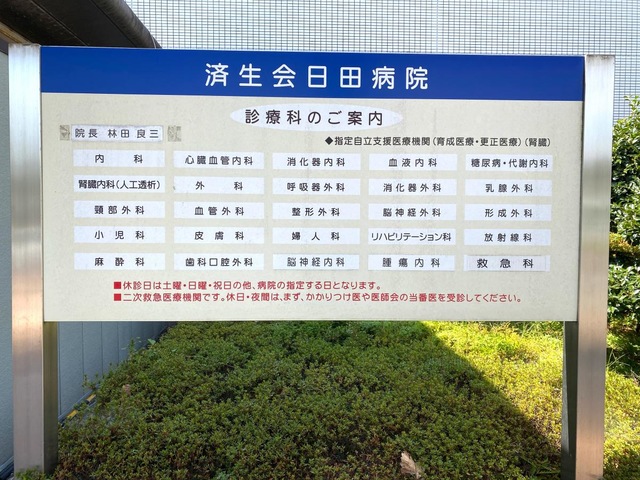 済生会日田病院
診療科のご案内
院長 林田 良三
◆指定自立支援医療機関（育成医療・更正医療）（腎臓）
内科 心臓血管内科 消化器内科 血液内科 糖尿病・代謝内科
腎臓内科（人工透析） 外科 呼吸器外科 消化器外科 乳腺外科
頸部外科 血管外科 整形外科 脳神経外科 形成外科
小児科 皮膚科 婦人科 リハビリテーション科 放射線科
麻酔科 歯科口腔外科 脳神経内科 腫瘍内科 救急科
■休診日は土曜・日曜・祝日の他、病院の指定する日となります。
■二次救急医療機関です。休日・夜間は、まず、かかりつけ医や医師会の当番医を受診してください。